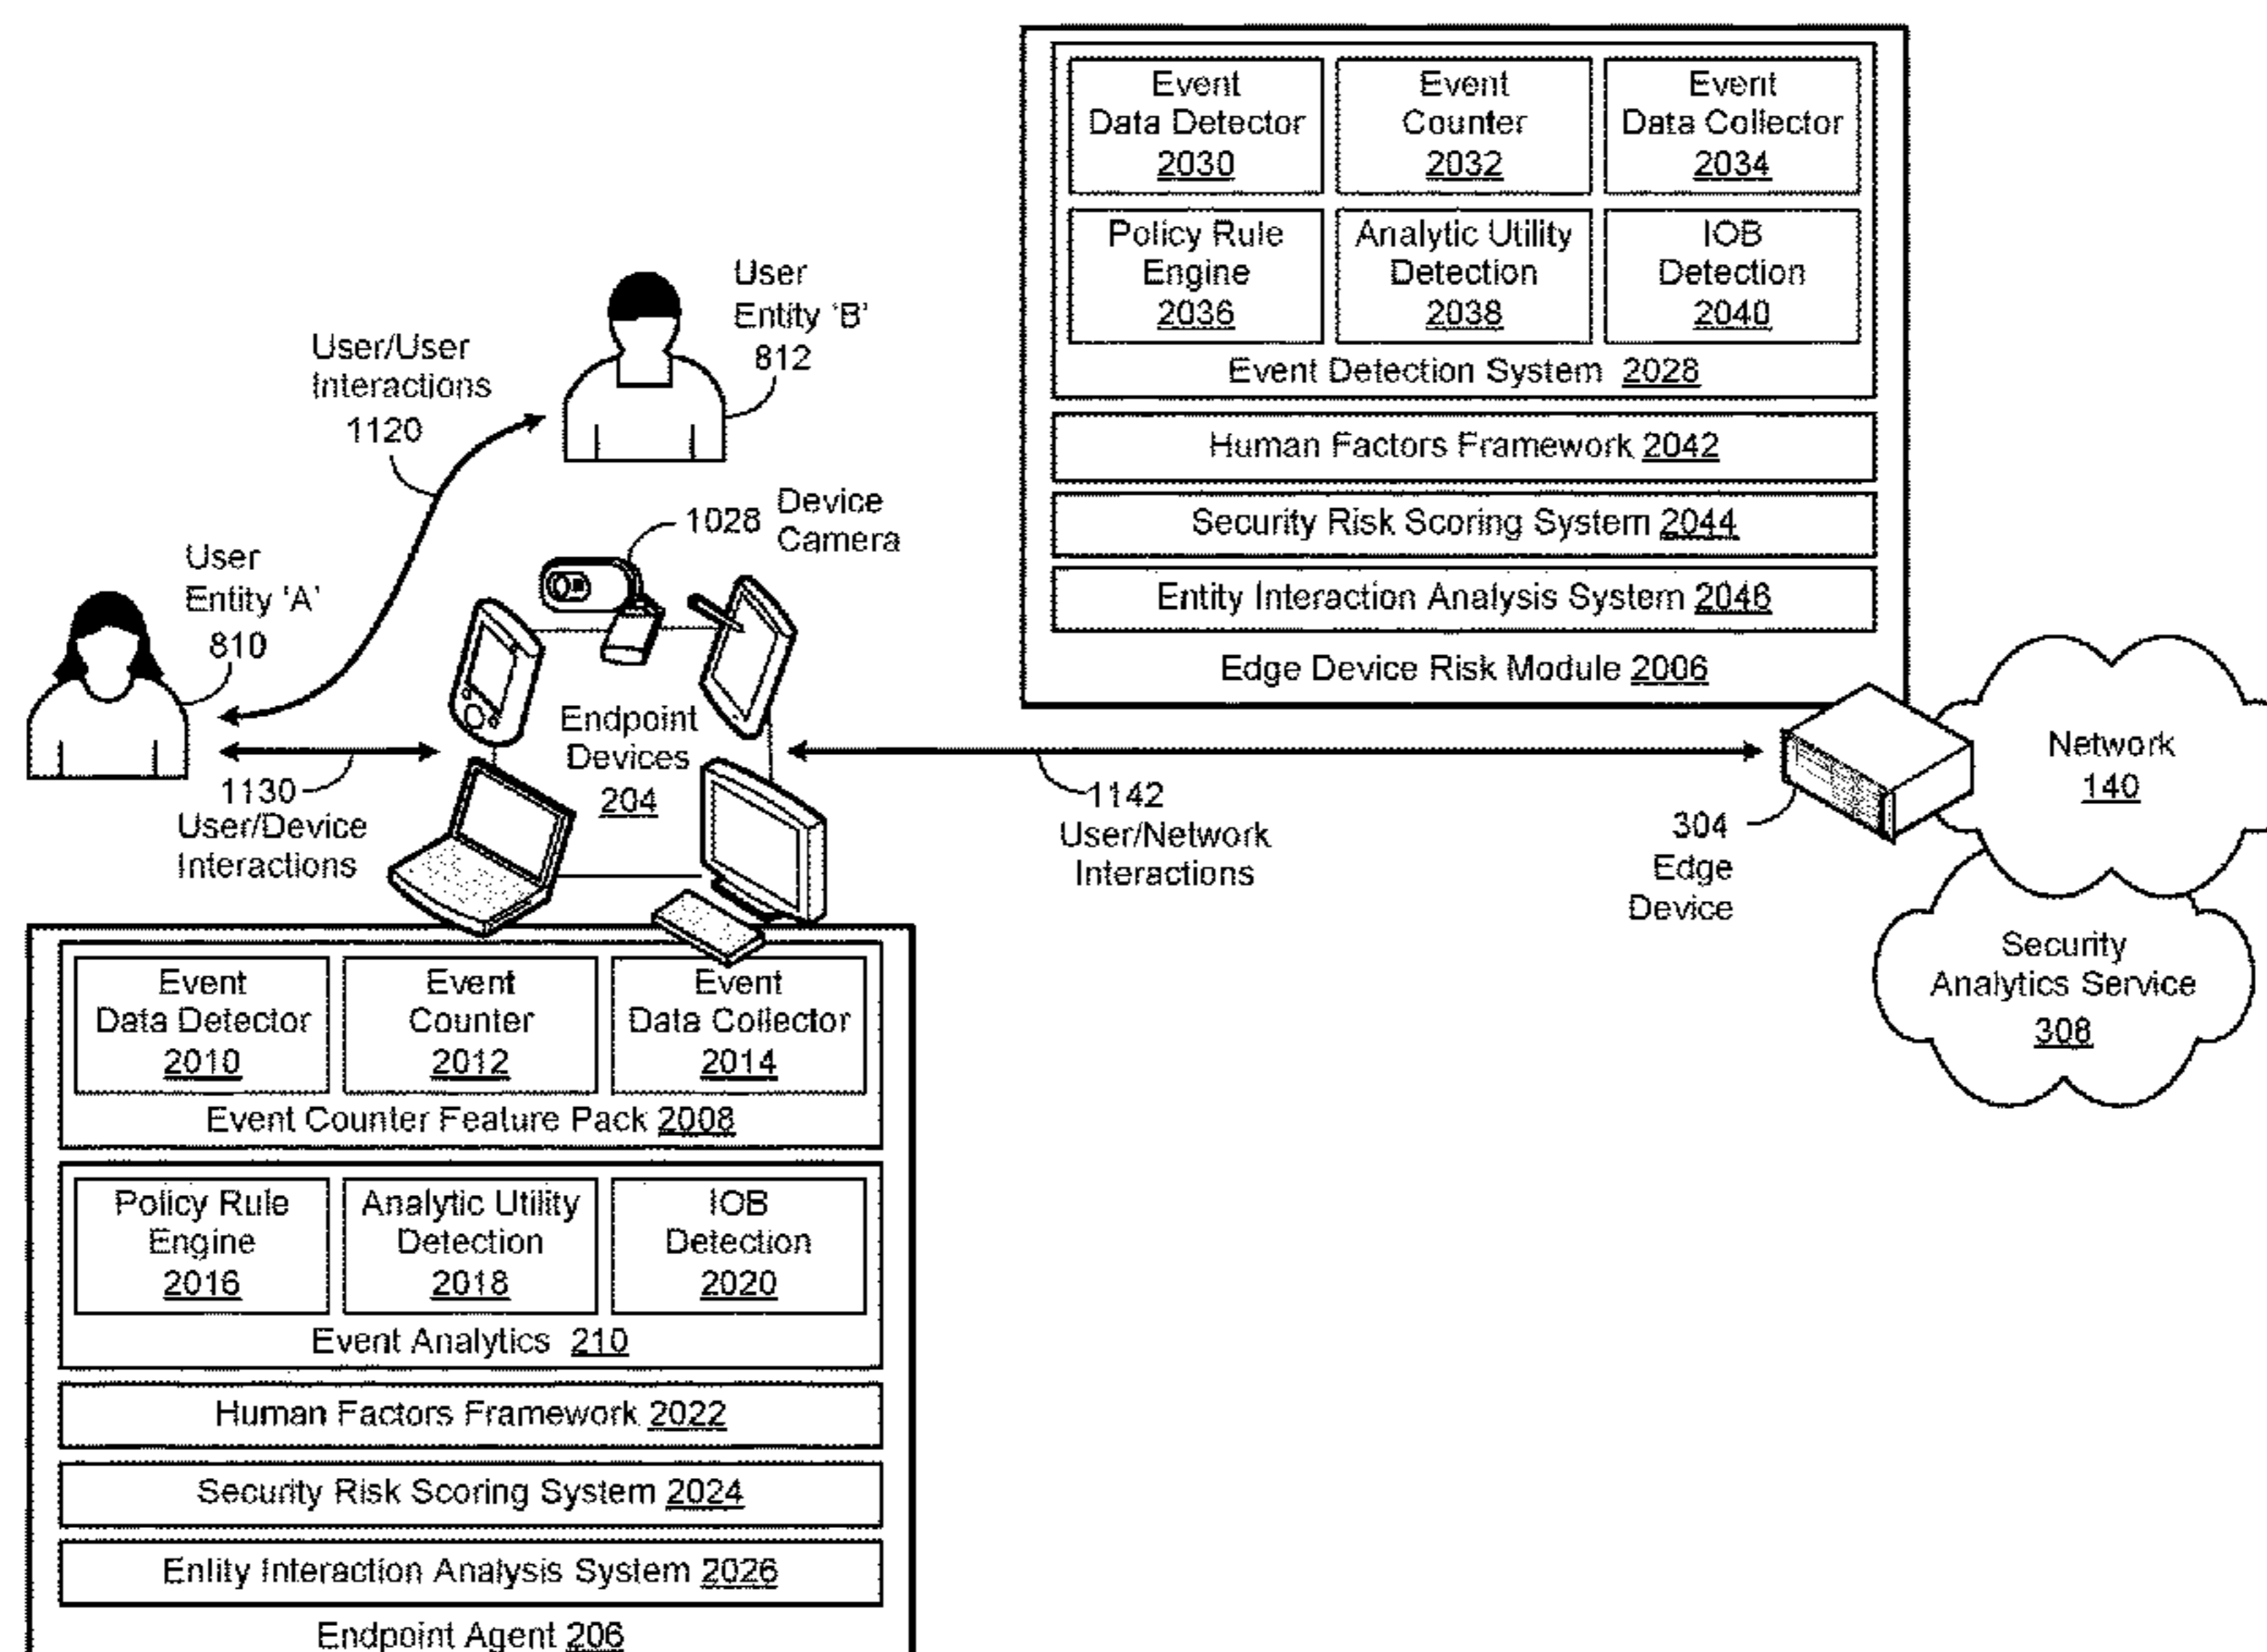 Event
Data Detector
2030
Event
Counter
2032
Event
Data Collector
2034
Policy Rule
Engine
2036
Analytic Utility
Detection
2038
IOB
Detection
2040
Event Detection System 2028
Human Factors Framework 2042
Security Risk Scoring System 2044
Entity Interaction Analysis System 2046
Edge Device Risk Module 2006
User
Entity 'B'
812
User/User
Interactions
1120
1028
Device
Camera
User
Entity 'A'
810
Endpoint
Devices
204
1130
User/Device
Interactions
1142
User/Network
Interactions
304
Edge
Device
Network
140
Security
Analytics Service
308
Event
Data Detector
2010
Event
Counter
2012
Event
Data Collector
2014
Event Counter Feature Pack 2008
Policy Rule
Engine
2016
Analytic Utility
Detection
2018
IOB
Detection
2020
Event Analytics 210
Human Factors Framework 2022
Security Risk Scoring System 2024
Entity Interaction Analysis System 2026
Endpoint Agent 206